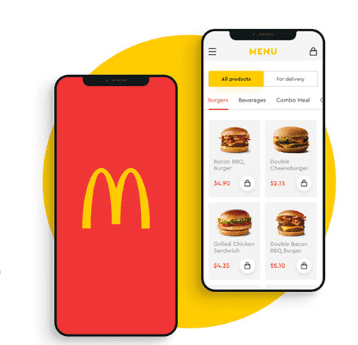 MENU
All products
For delivery
Burgers
Beverages
Combo Meal
Bacon BBQ
Burger
$4.90
Double
Cheeseburger
$2.15
Grilled Chicken
Sandwich
$4.35
Double Bacon
BBQ Burger
$5.10